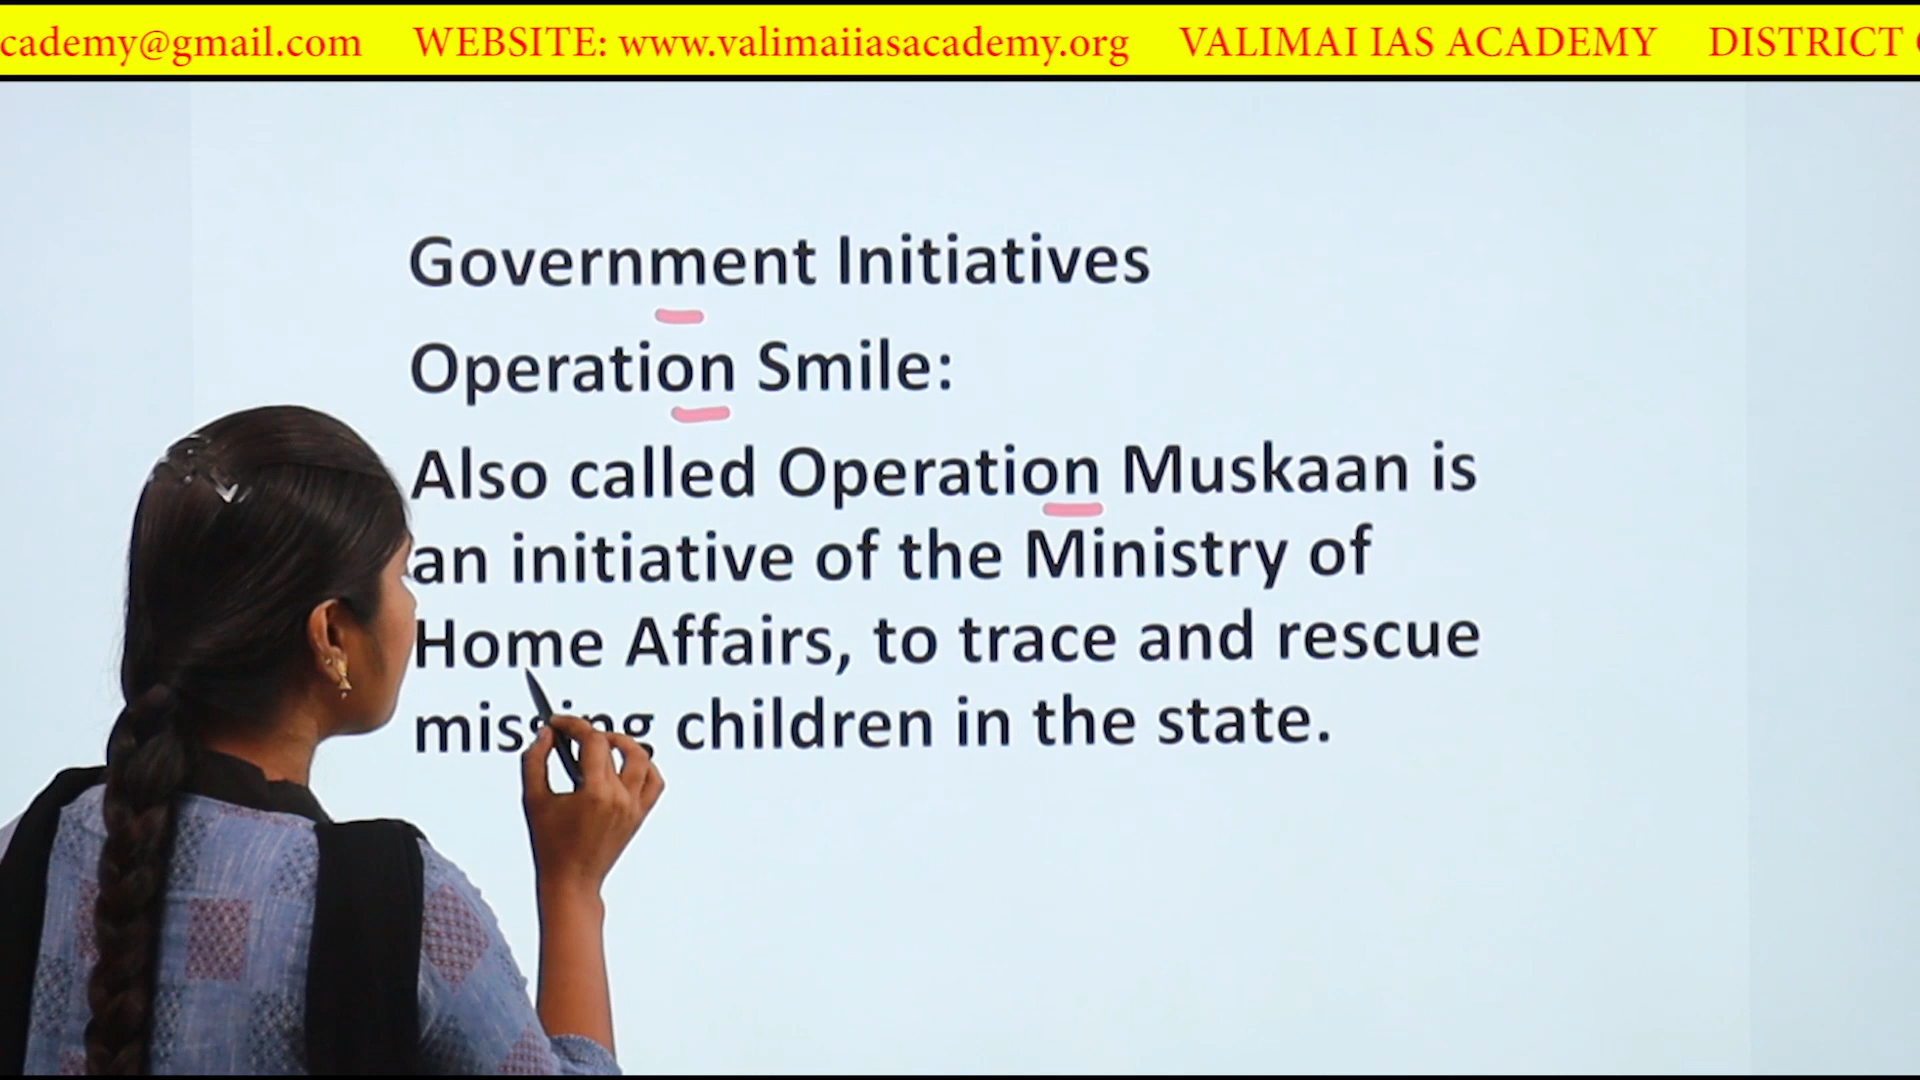 cademy@gmail.com WEBSITE: www.valimaiiasacademy.org VALIMAI IAS ACADEMY DISTRICT
Government Initiatives
Operation Smile:
Also called Operation Muskaan is
an initiative of the Ministry of
Home Affairs, to trace and rescue
missing children in the state.